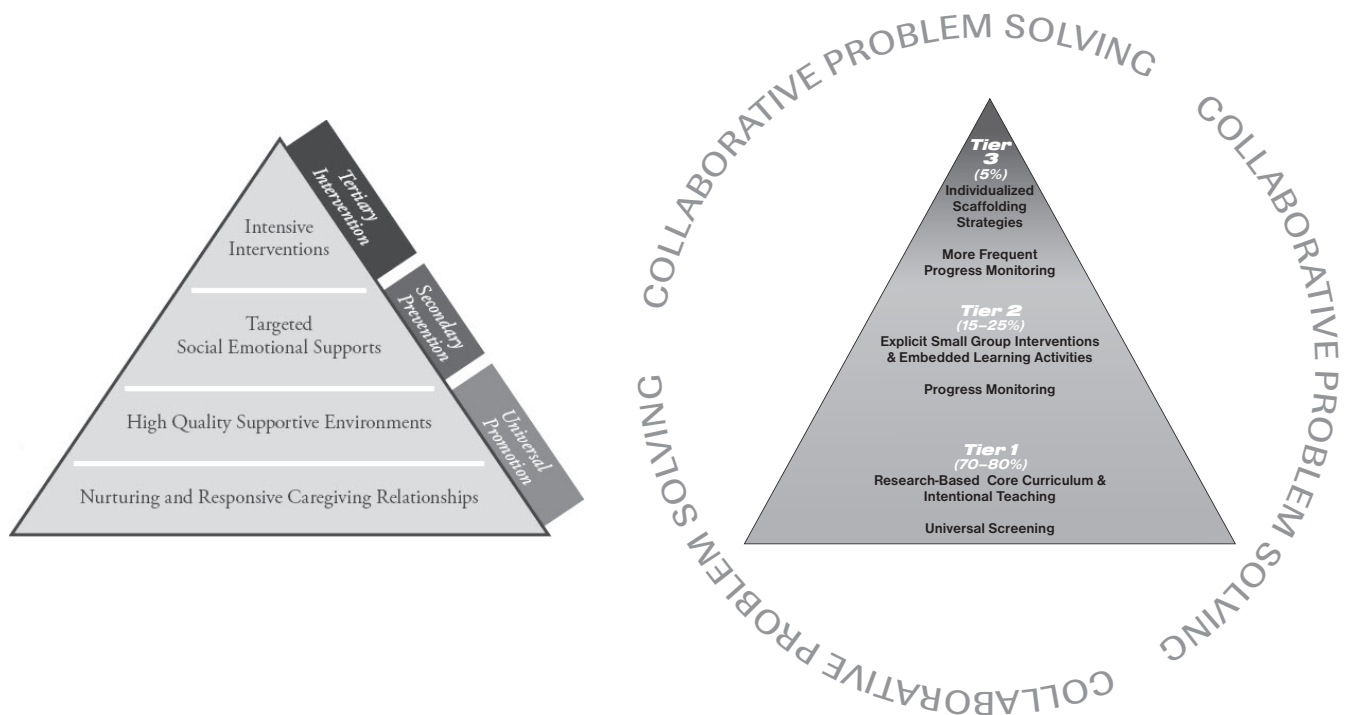 Intensive
Interventions
Targeted
Social Emotional Supports
High Quality Supportive Environments
Nurturing and Responsive Caregiving Relationships
Tertiary
Intervention
Secondary
Prevention
Universal
Promotion
COLLABORATIVE PROBLEM SOLVING
COLLABORATIVE PROBLEM SOLVING
COLLABORATIVE PROBLEM SOLVING
Tier
3
(5%)
Individualized
Scaffolding
Strategies
More Frequent
Progress Monitoring
Tier 2
(15–25%)
Explicit Small Group Interventions
& Embedded Learning Activities
Progress Monitoring
Tier 1
(70–80%)
Research-Based Core Curriculum &
Intentional Teaching
Universal Screening